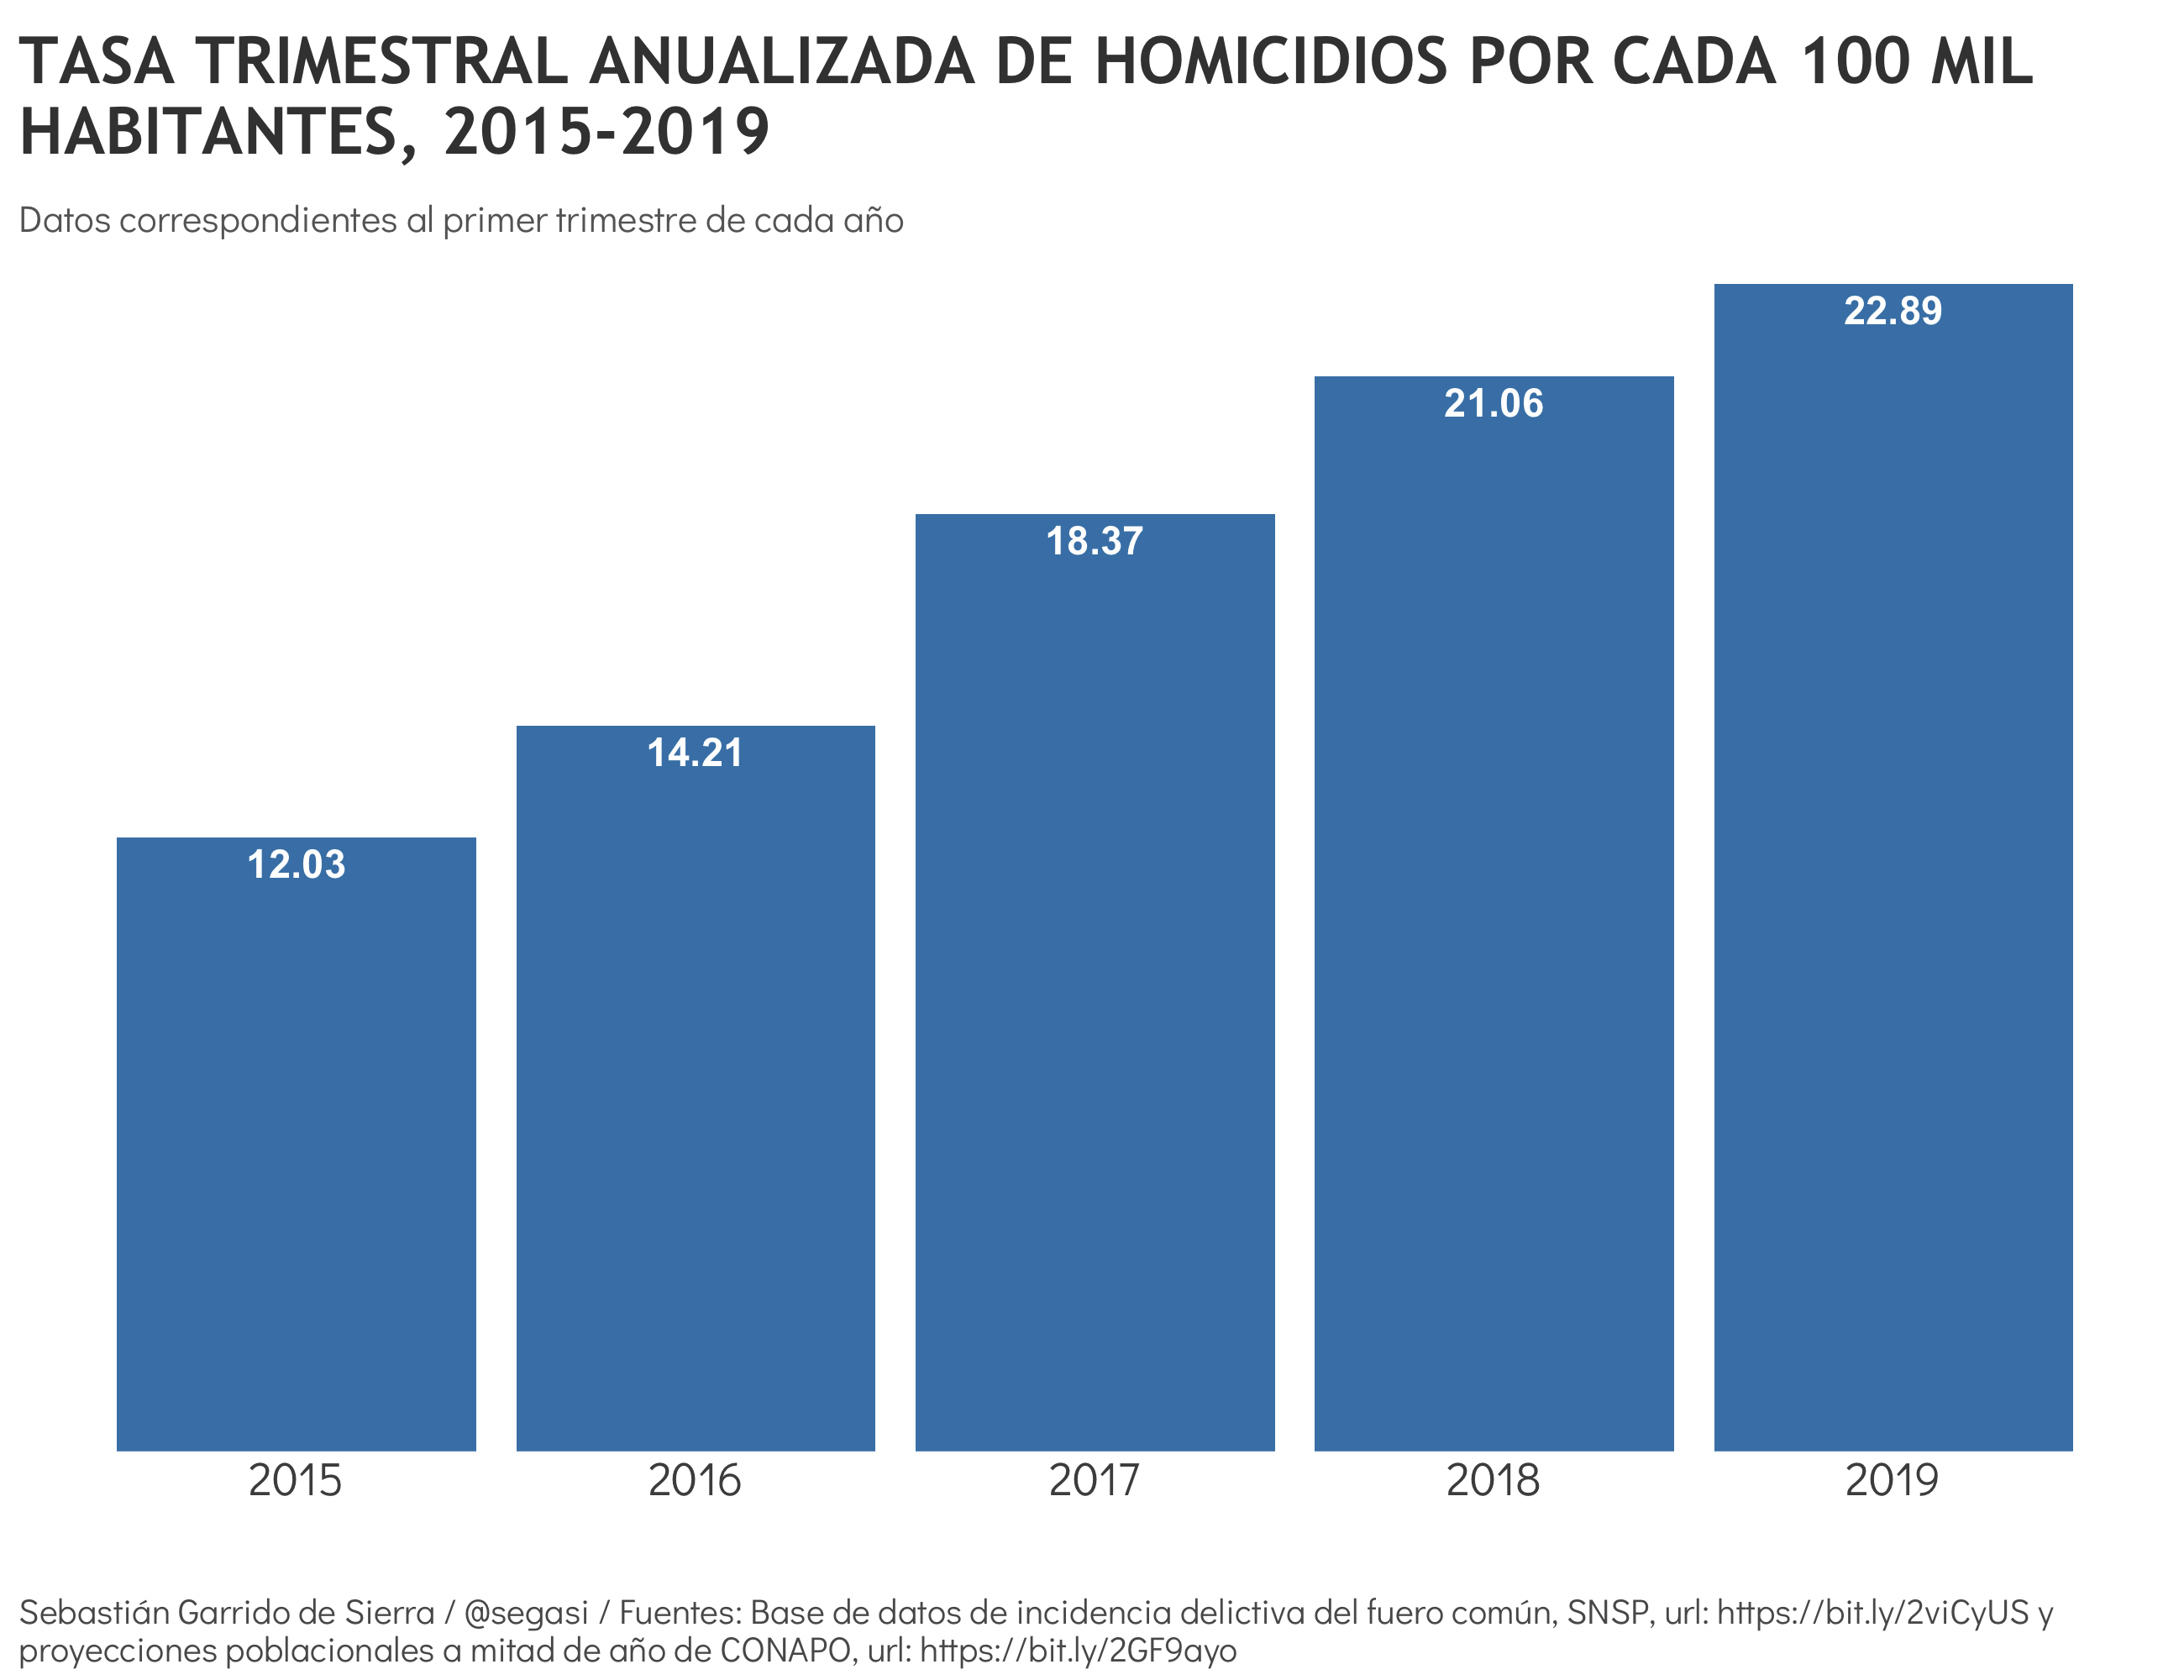 TASA TRIMESTRAL ANUALIZADA DE HOMICIDIOS POR CADA 100 MIL
HABITANTES, 2015-2019
Datos correspondientes al primer trimestre de cada año
22.89
21.06
18.37
14.21
12.03
2015 2016 2017 2018 2019
Sebastián Garrido de Sierra / @segasi / Fuentes: Base de datos de incidencia delictiva del fuero común, SNSP, url: https://bit.ly/2viCyUS y
proyecciones poblacionales a mitad de año de CONAPO, url: https://bit.ly/2GF9ayo